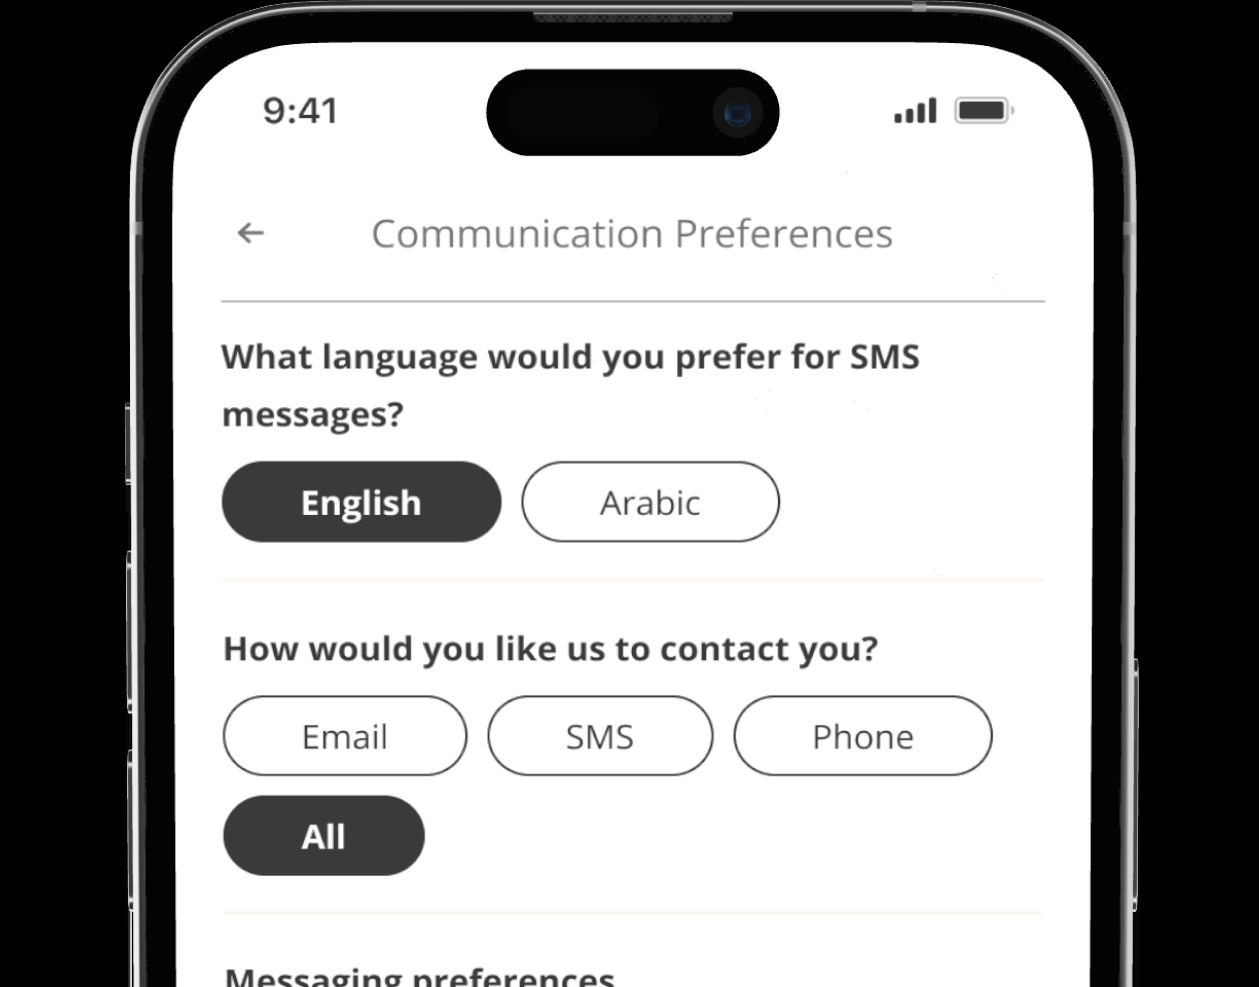 9:41
Communication Preferences
What language would you prefer for SMS
messages?
English Arabic
How would you like us to contact you?
Email SMS Phone
All
Messaging preferences